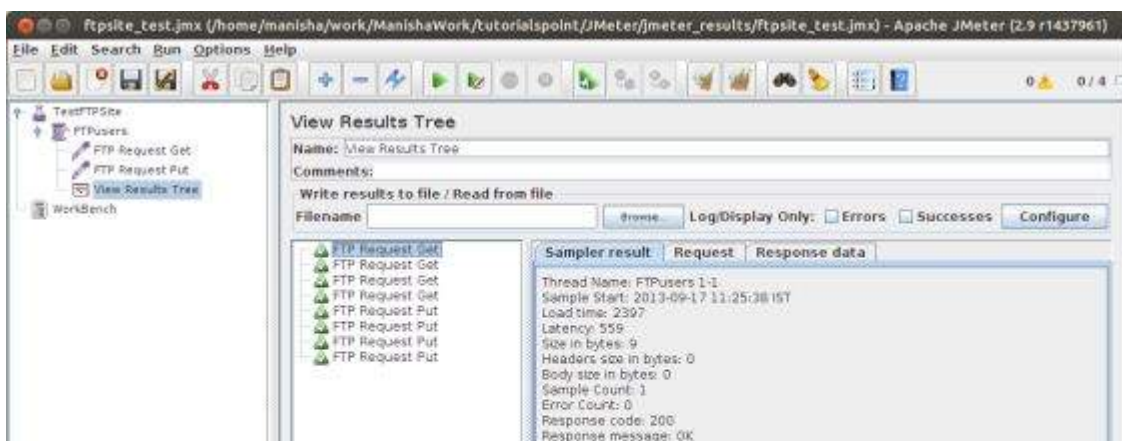 ftpsite_test.jmx (/home/manisha/work/ManishaWork/tutorialspoint/JMeter/jmeter_results/ftpsite_test.jmx) - Apache JMeter (2.9 r1437961)
File Edit Search Run Options Help
0 0 / 4
TestFTPSite
FTPusers
FTP Request Get
FTP Request Put
View Results Tree
WorkBench
View Results Tree
Name: View Results Tree
Comments:
Write results to file / Read from file
Filename Browse... Log/Display Only: Errors Successes Configure
FTP Request Get
FTP Request Get
FTP Request Get
FTP Request Get
FTP Request Put
FTP Request Put
FTP Request Put
FTP Request Put
Sampler result Request Response data
Thread Name: FTPusers 1-1
Sample Start: 2013-09-17 11:25:38 IST
Load time: 2397
Latency: 559
Size in bytes: 9
Headers size in bytes: 0
Body size in bytes: 0
Sample Count: 1
Error Count: 0
Response code: 200
Response message: OK